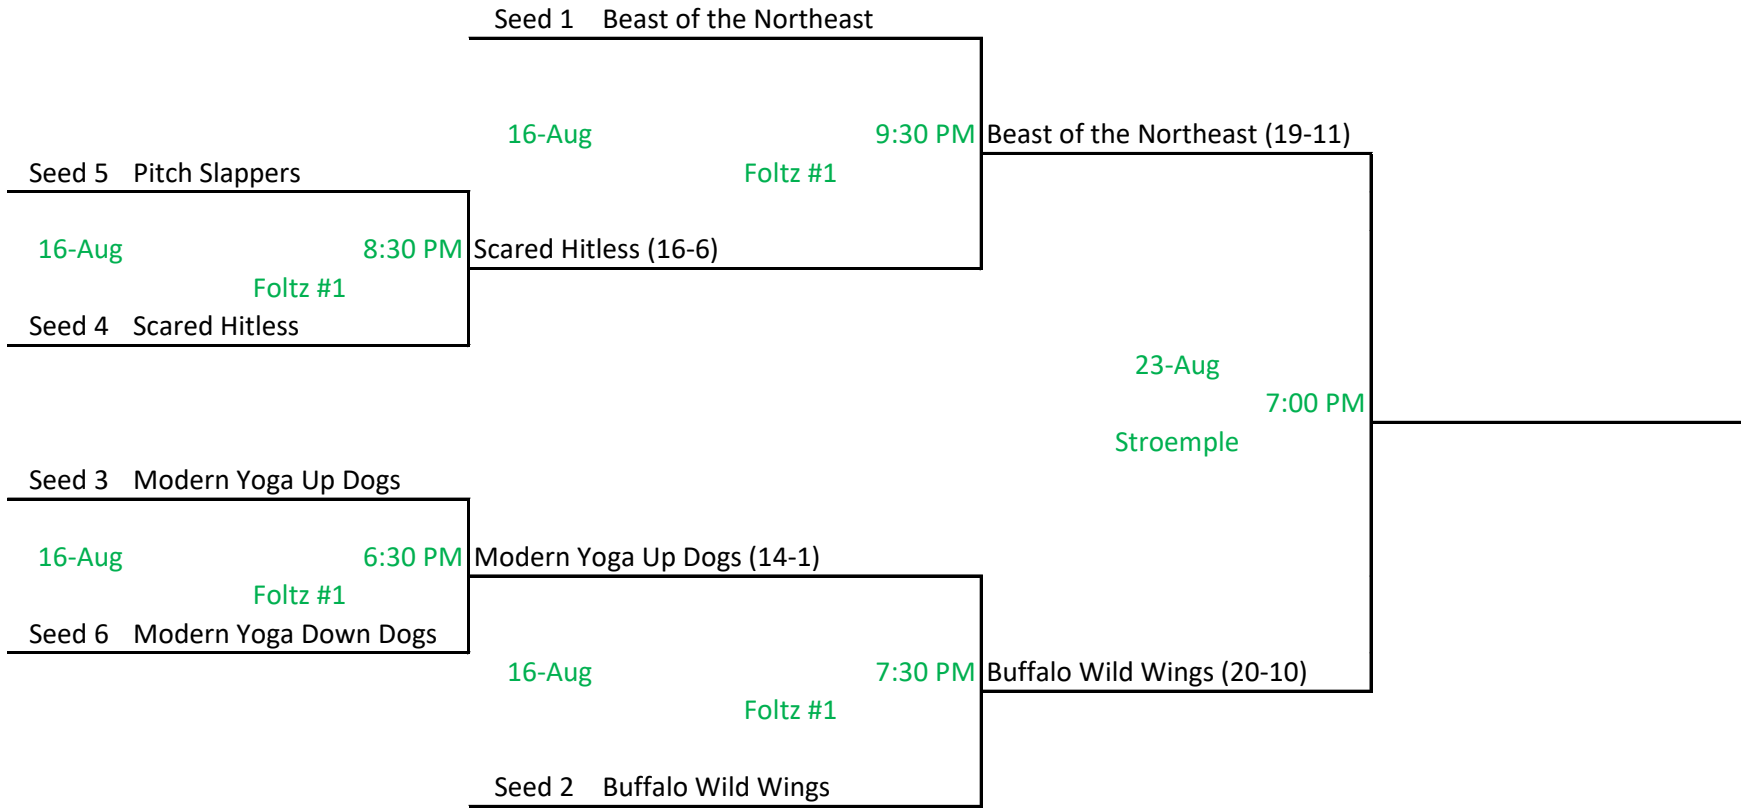 Seed 1 Beast of the Northeast
16-Aug 9:30 PM Beast of the Northeast (19-11)
Seed 5 Pitch Slappers Foltz #1
16-Aug 8:30 PM Scared Hitless (16-6)
Foltz #1
Seed 4 Scared Hitless
23-Aug
7:00 PM
Stroemple
Seed 3 Modern Yoga Up Dogs
16-Aug 6:30 PM Modern Yoga Up Dogs (14-1)
Foltz #1
Seed 6 Modern Yoga Down Dogs
16-Aug 7:30 PM Buffalo Wild Wings (20-10)
Foltz #1
Seed 2 Buffalo Wild Wings